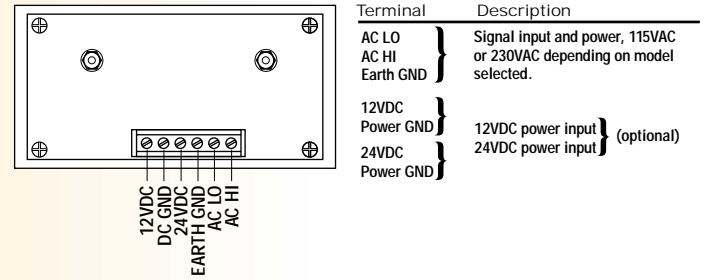 Terminal Description
AC LO
AC HI
Earth GND
Signal input and power, 115VAC
or 230VAC depending on model
selected.
12VDC
Power GND
24VDC
Power GND
12VDC power input
24VDC power input
(optional)
12VDC
DC GND
24VDC
EARTH GND
AC LO
AC HI